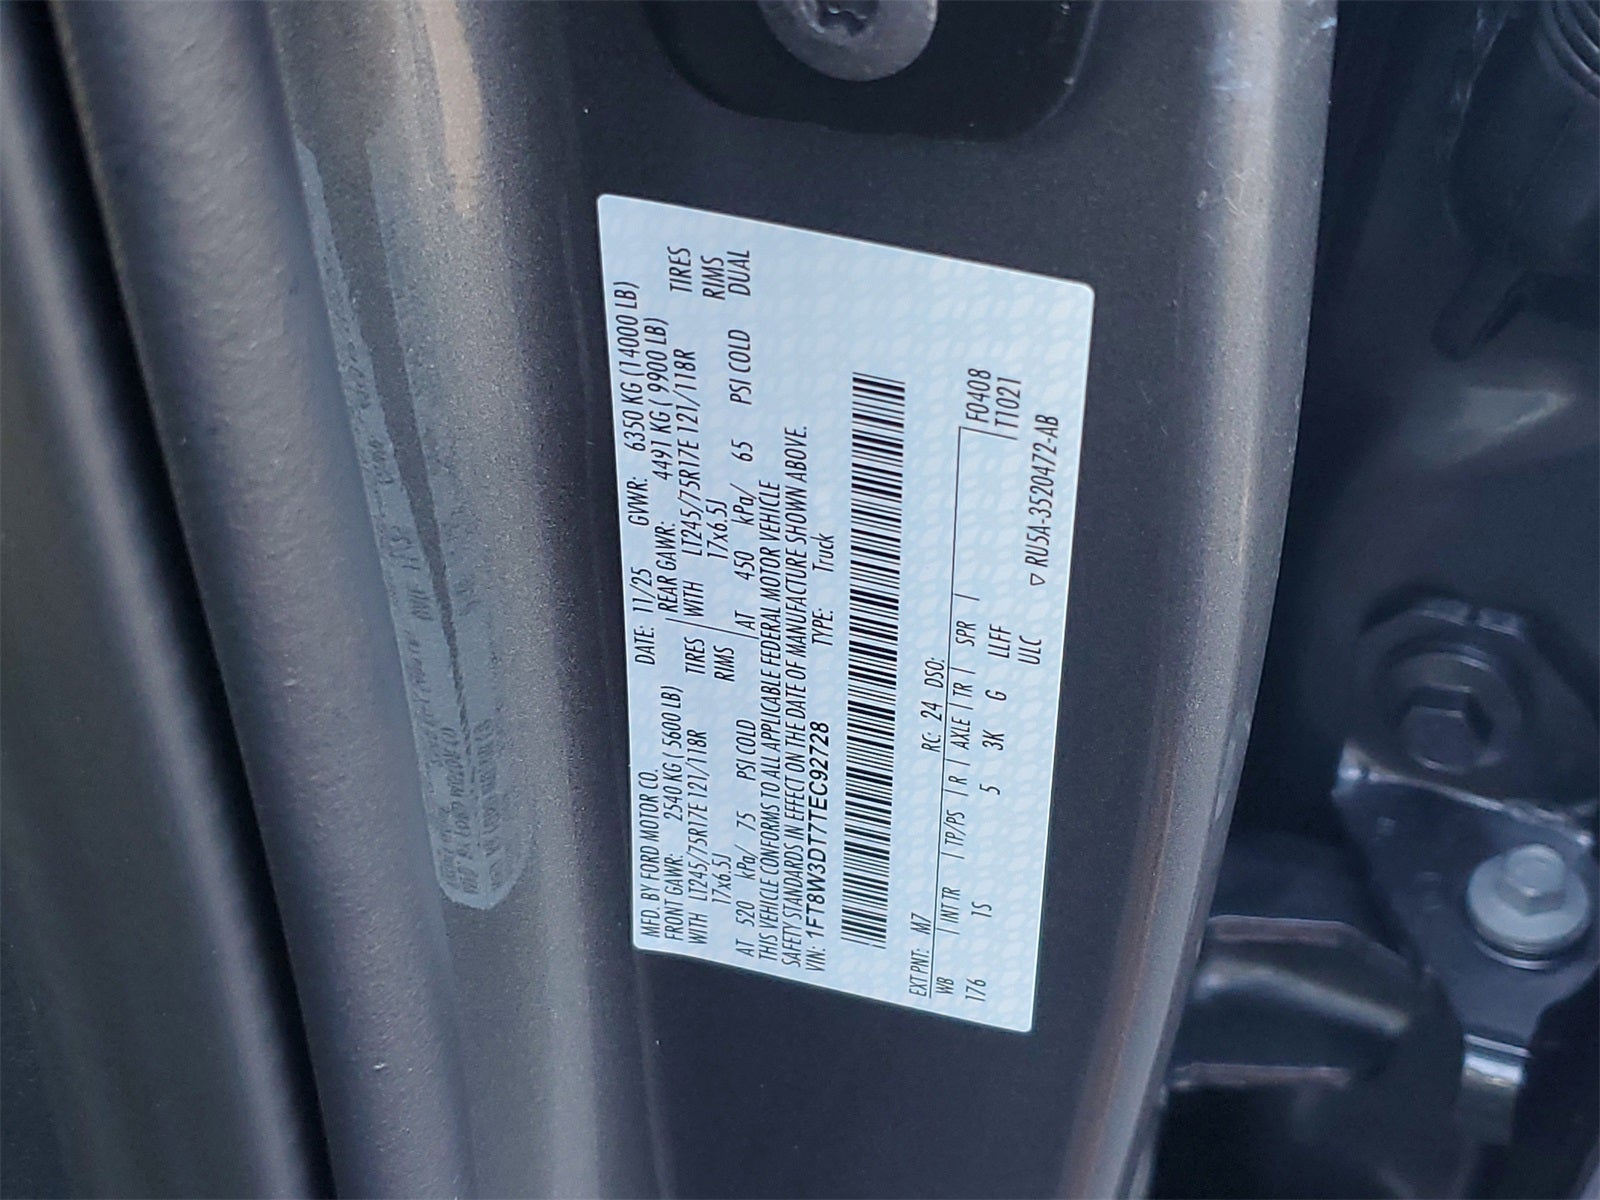 MFD. BY FORD MOTOR CO. DATE: 11/25 GVWR: 6350 KG (14000 LB)
FRONT GAWR: 2540 KG ( 5600 LB) REAR GAWR: 4491 KG ( 9900 LB)
WITH LT245/75R17E 121/118R TIRES WITH LT245/75R17E 121/118R TIRES
17x6.5J RIMS 17x6.5J RIMS
AT 520 kPa/ 75 PSI COLD AT 450 kPa/ 65 PSI COLD DUAL
THIS VEHICLE CONFORMS TO ALL APPLICABLE FEDERAL MOTOR VEHICLE
SAFETY STANDARDS IN EFFECT ON THE DATE OF MANUFACTURE SHOWN ABOVE.
VIN: 1FT8W3DT7TEC92728 TYPE: Truck
EXT PNT: M7 RC: 24 DSO:
WB | INT TR | TP/PS | R | AXLE | TR | SPR | F0408
176 1S 5 3K G LLFF T1021
ULC
▽ RU5A-3520472-AB